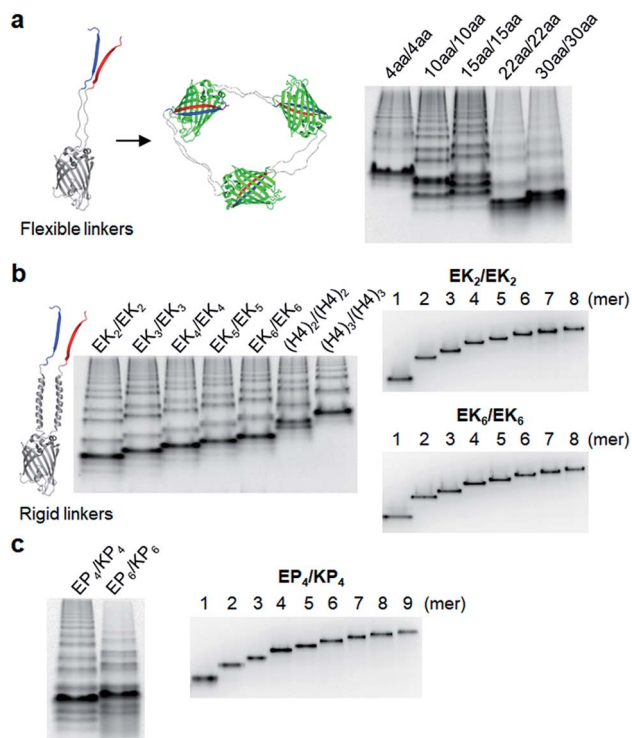 a
4aa/4aa
10aa/10aa
15aa/15aa
22aa/22aa
30aa/30aa
Flexible linkers
b
EK₂/EK₂
EK₃/EK₃
EK₄/EK₄
EK₅/EK₅
EK₆/EK₆
(H4)₂/(H4)₂
(H4)₃/(H4)₃
Rigid linkers
EK₂/EK₂
1 2 3 4 5 6 7 8 (mer)
EK₆/EK₆
1 2 3 4 5 6 7 8 (mer)
c
EP₄/KP₄
EP₆/KP₆
EP₄/KP₄
1 2 3 4 5 6 7 8 9 (mer)